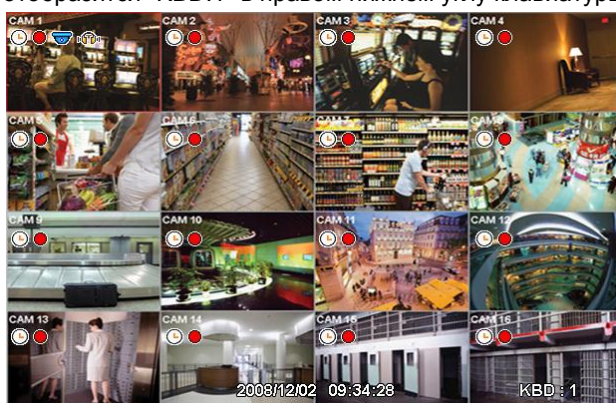 отобразится "KBD:1" в правом нижнем углу клавиатуры
CAM 1 CAM 2 CAM 3 CAM 4
CAM 5 CAM 6 CAM 7 CAM 8
CAM 9 CAM 10 CAM 11 CAM 12
CAM 13 CAM 14 CAM 15 CAM 16
2008/12/02 09:34:28 KBD : 1